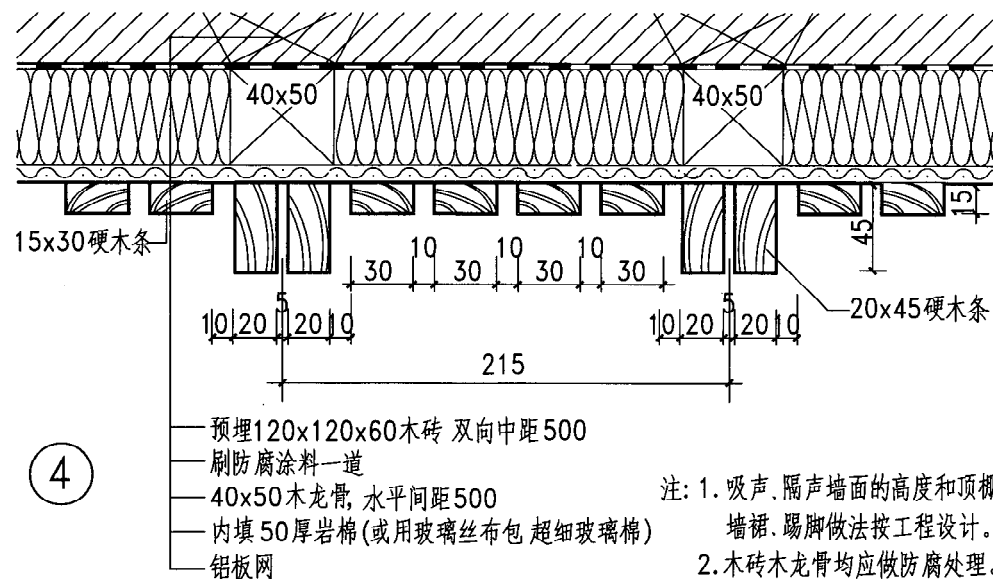 40x50
40x50
15x30硬木条
10
10
10
30
30
30
30
15
45
20x45硬木条
5
10
20
20
10
5
10
20
20
10
215
预埋120x120x60木砖 双向中距500
刷防腐涂料一道
40x50木龙骨, 水平间距500
内填50厚岩棉(或用玻璃丝布包 超细玻璃棉)
铝板网
4
注: 1. 吸声、隔声墙面的高度和顶棚
墙裙、踢脚做法按工程设计。
2. 木砖木龙骨均应做防腐处理。